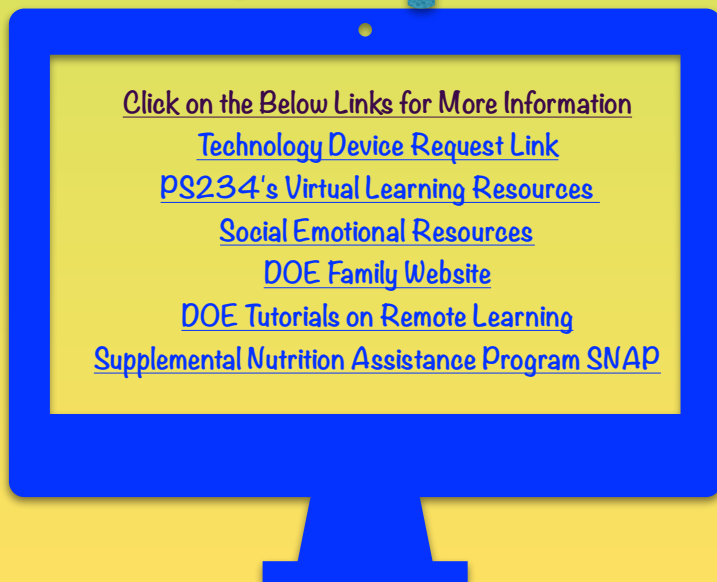 Click on the Below Links for More Information
Technology Device Request Link
PS234's Virtual Learning Resources
Social Emotional Resources
DOE Family Website
DOE Tutorials on Remote Learning
Supplemental Nutrition Assistance Program SNAP